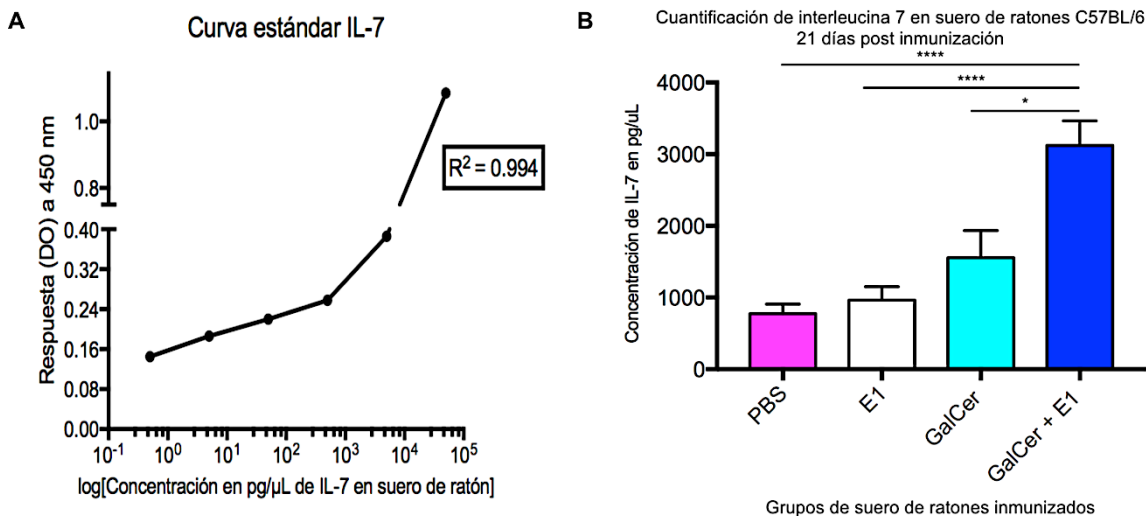 A
Curva estándar IL-7
Respuesta (DO) a 450 nm
1.0
0.8
0.40
0.32
0.24
0.16
0.08
0.00
R² = 0.994
10⁻¹ 10⁰ 10¹ 10² 10³ 10⁴ 10⁵
log[Concentración en pg/µL de IL-7 en suero de ratón]
B
Cuantificación de interleucina 7 en suero de ratones C57BL/6
21 días post inmunización
****
****
*
Concentración de IL-7 en pg/uL
4000
3000
2000
1000
0
PBS
E1
GalCer
GalCer + E1
Grupos de suero de ratones inmunizados